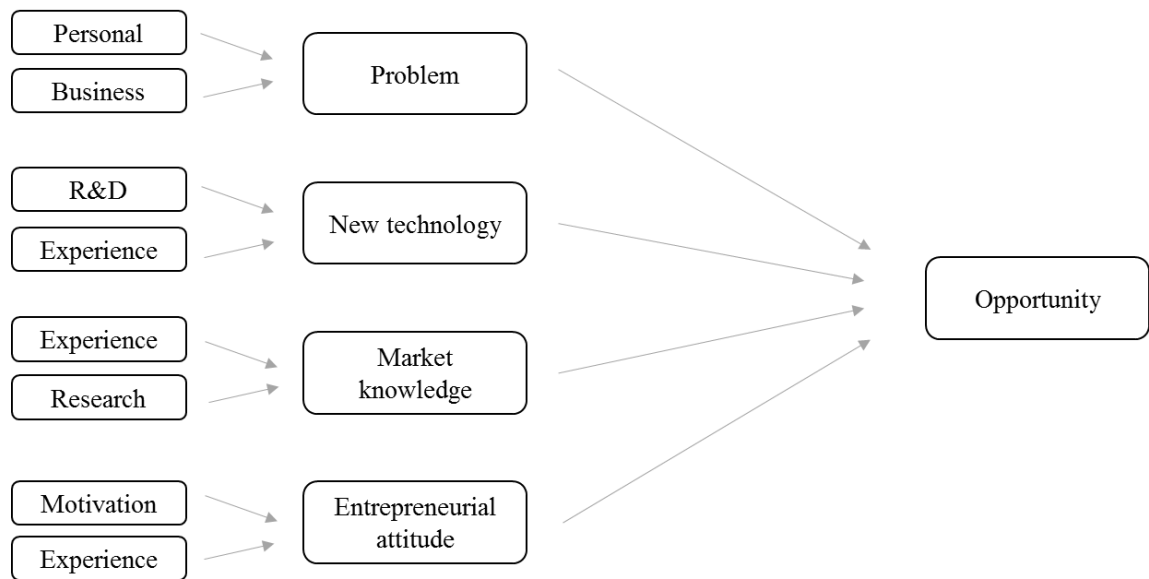 Personal
Business
Problem
R&D
Experience
New technology
Experience
Research
Market
knowledge
Motivation
Experience
Entrepreneurial
attitude
Opportunity